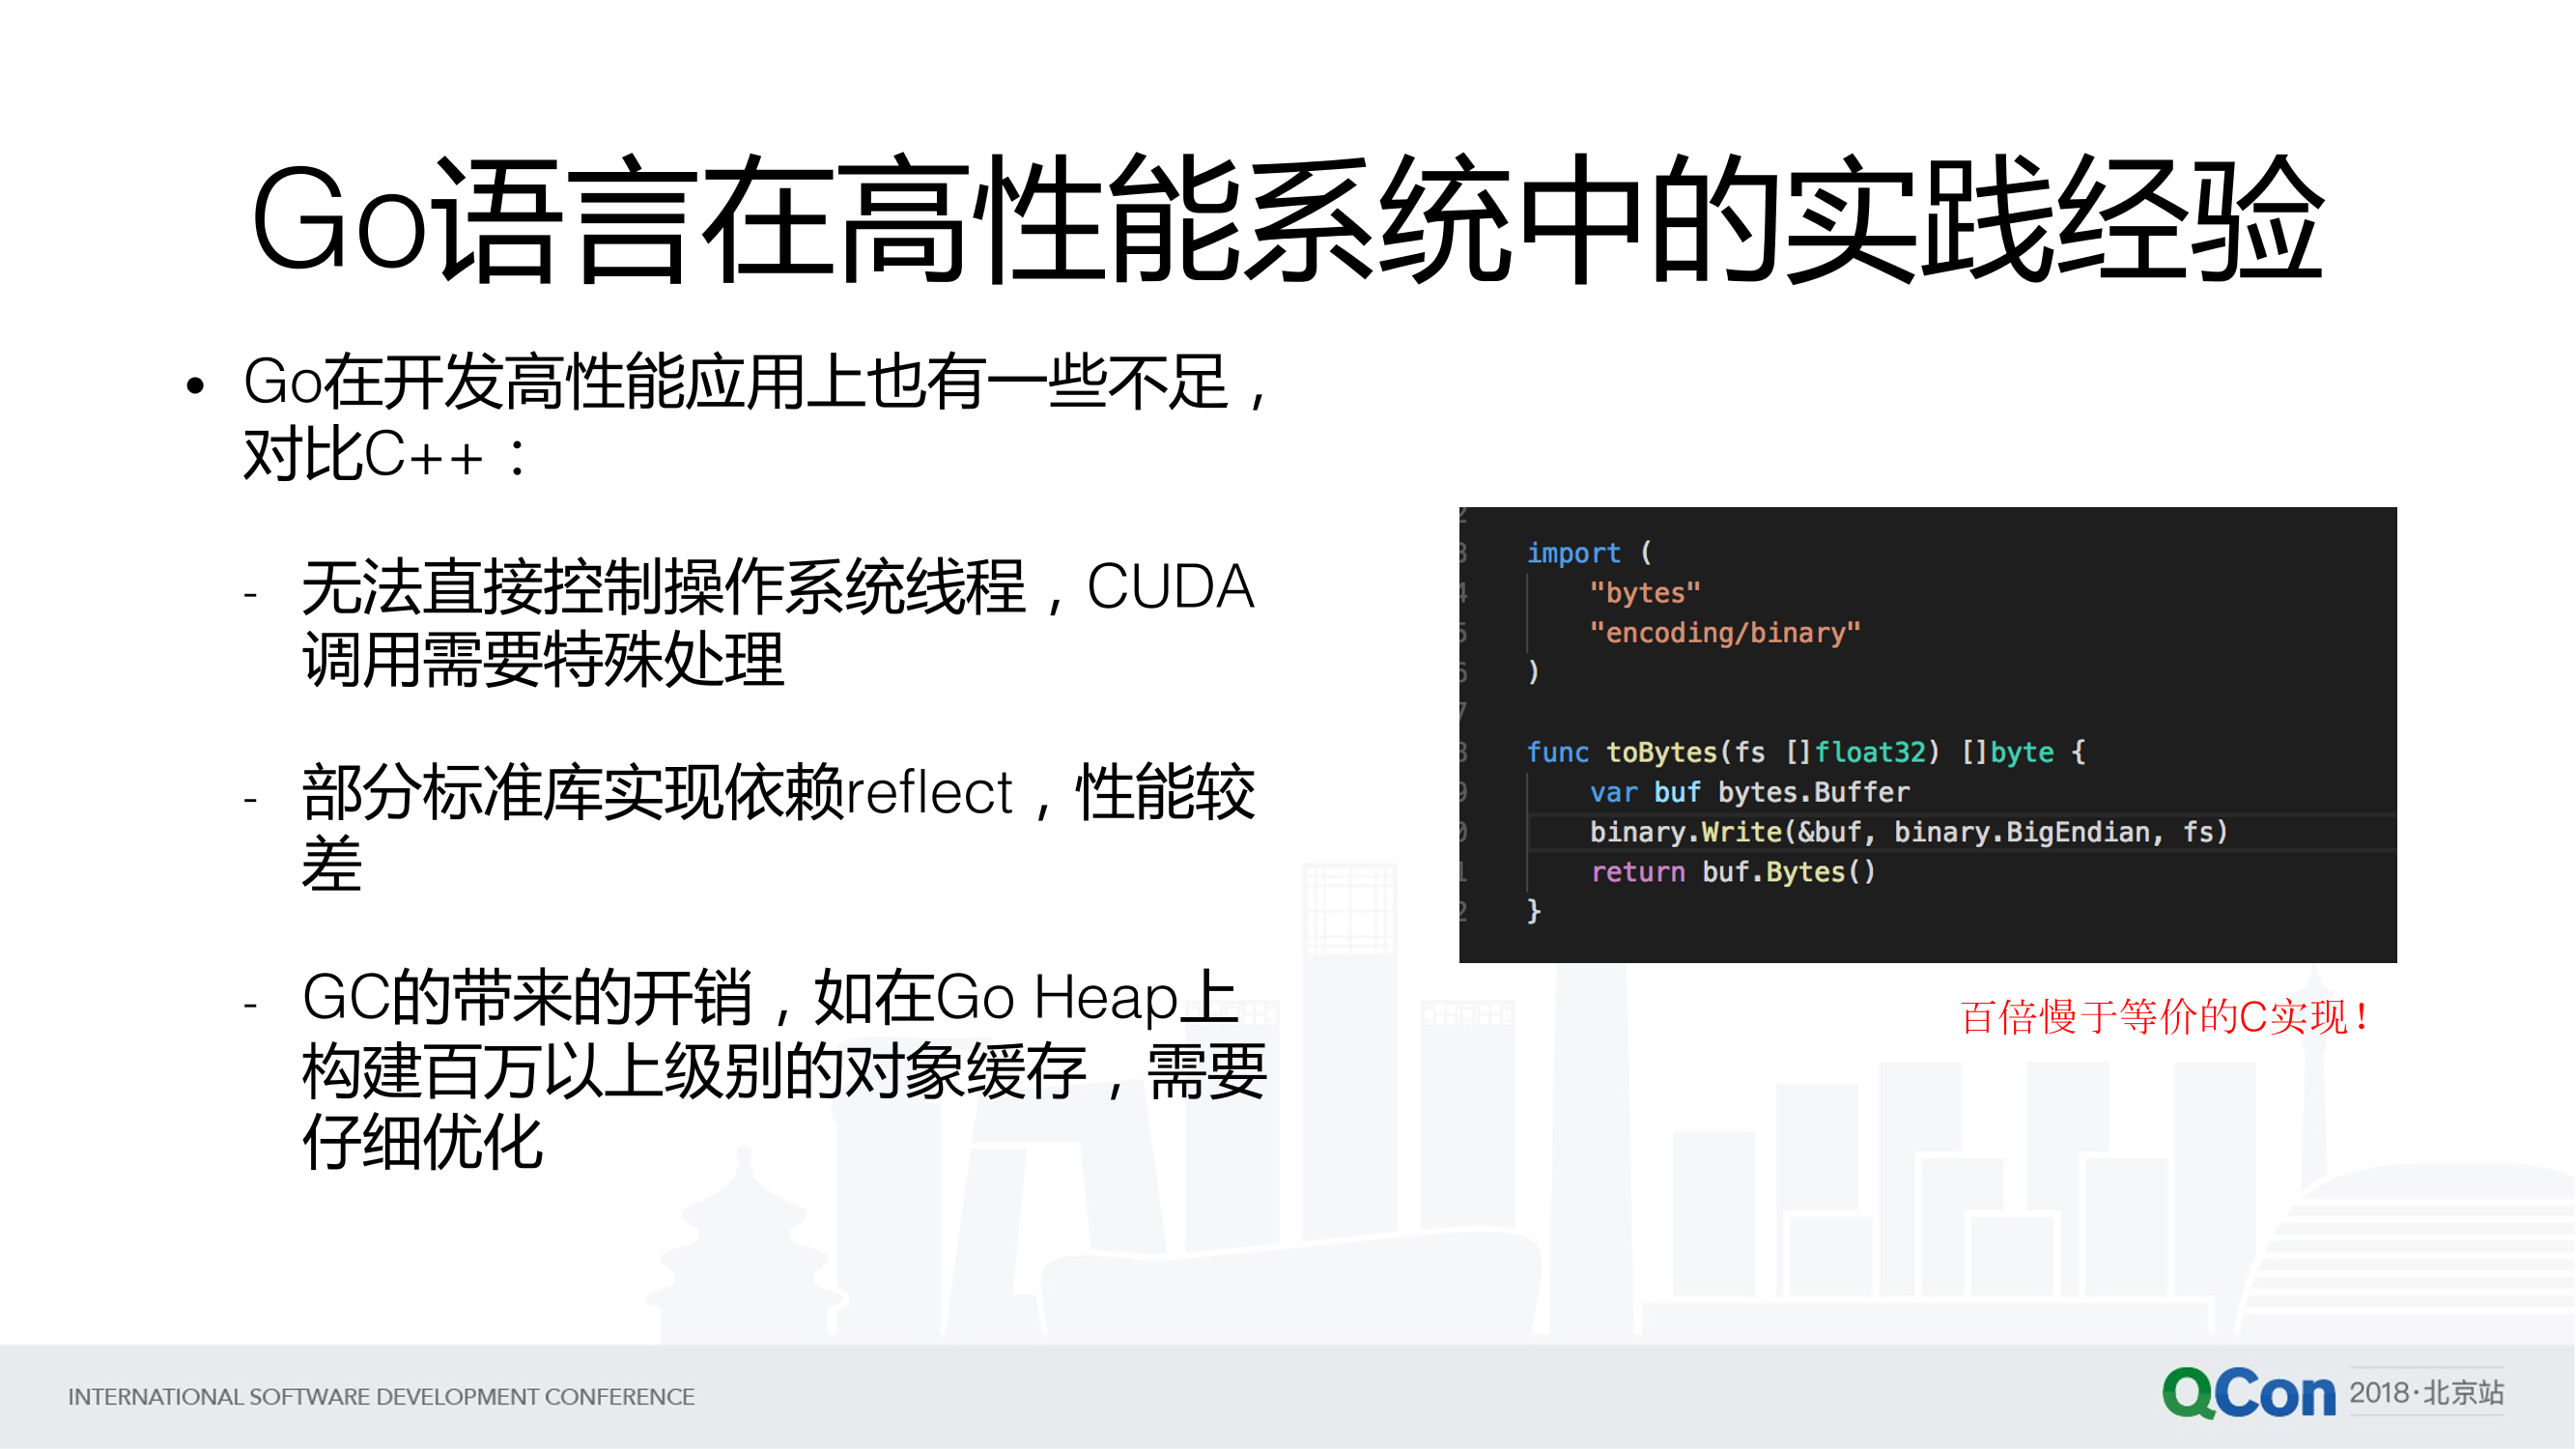 Go语言在高性能系统中的实践经验
• Go在开发高性能应用上也有一些不足，
对比C++：
- 无法直接控制操作系统线程，CUDA
调用需要特殊处理
- 部分标准库实现依赖reflect，性能较
差
- GC的带来的开销，如在Go Heap上
构建百万以上级别的对象缓存，需要
仔细优化
import (
"bytes"
"encoding/binary"
)
func toBytes(fs []float32) []byte {
var buf bytes.Buffer
binary.Write(&buf, binary.BigEndian, fs)
return buf.Bytes()
}
百倍慢于等价的C实现！
INTERNATIONAL SOFTWARE DEVELOPMENT CONFERENCE
QCon 2018·北京站